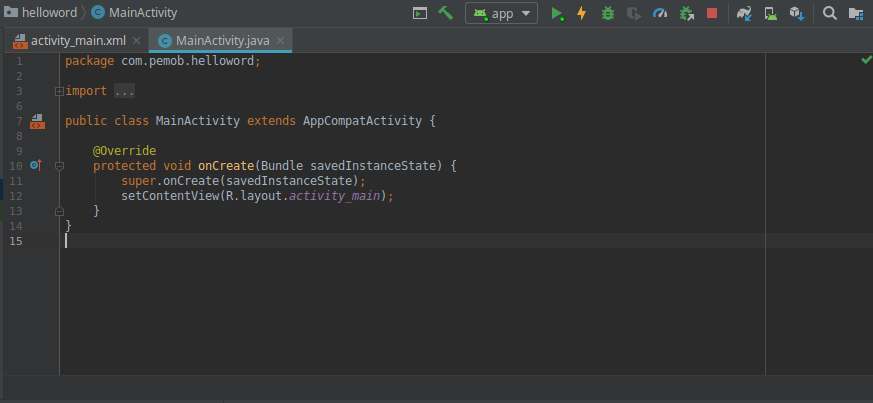 helloword MainActivity app
activity_main.xml MainActivity.java
1 package com.pemob.helloword;
2
3 import ...
6
7 public class MainActivity extends AppCompatActivity {
8
9 @Override
10 protected void onCreate(Bundle savedInstanceState) {
11 super.onCreate(savedInstanceState);
12 setContentView(R.layout.activity_main);
13 }
14 }
15